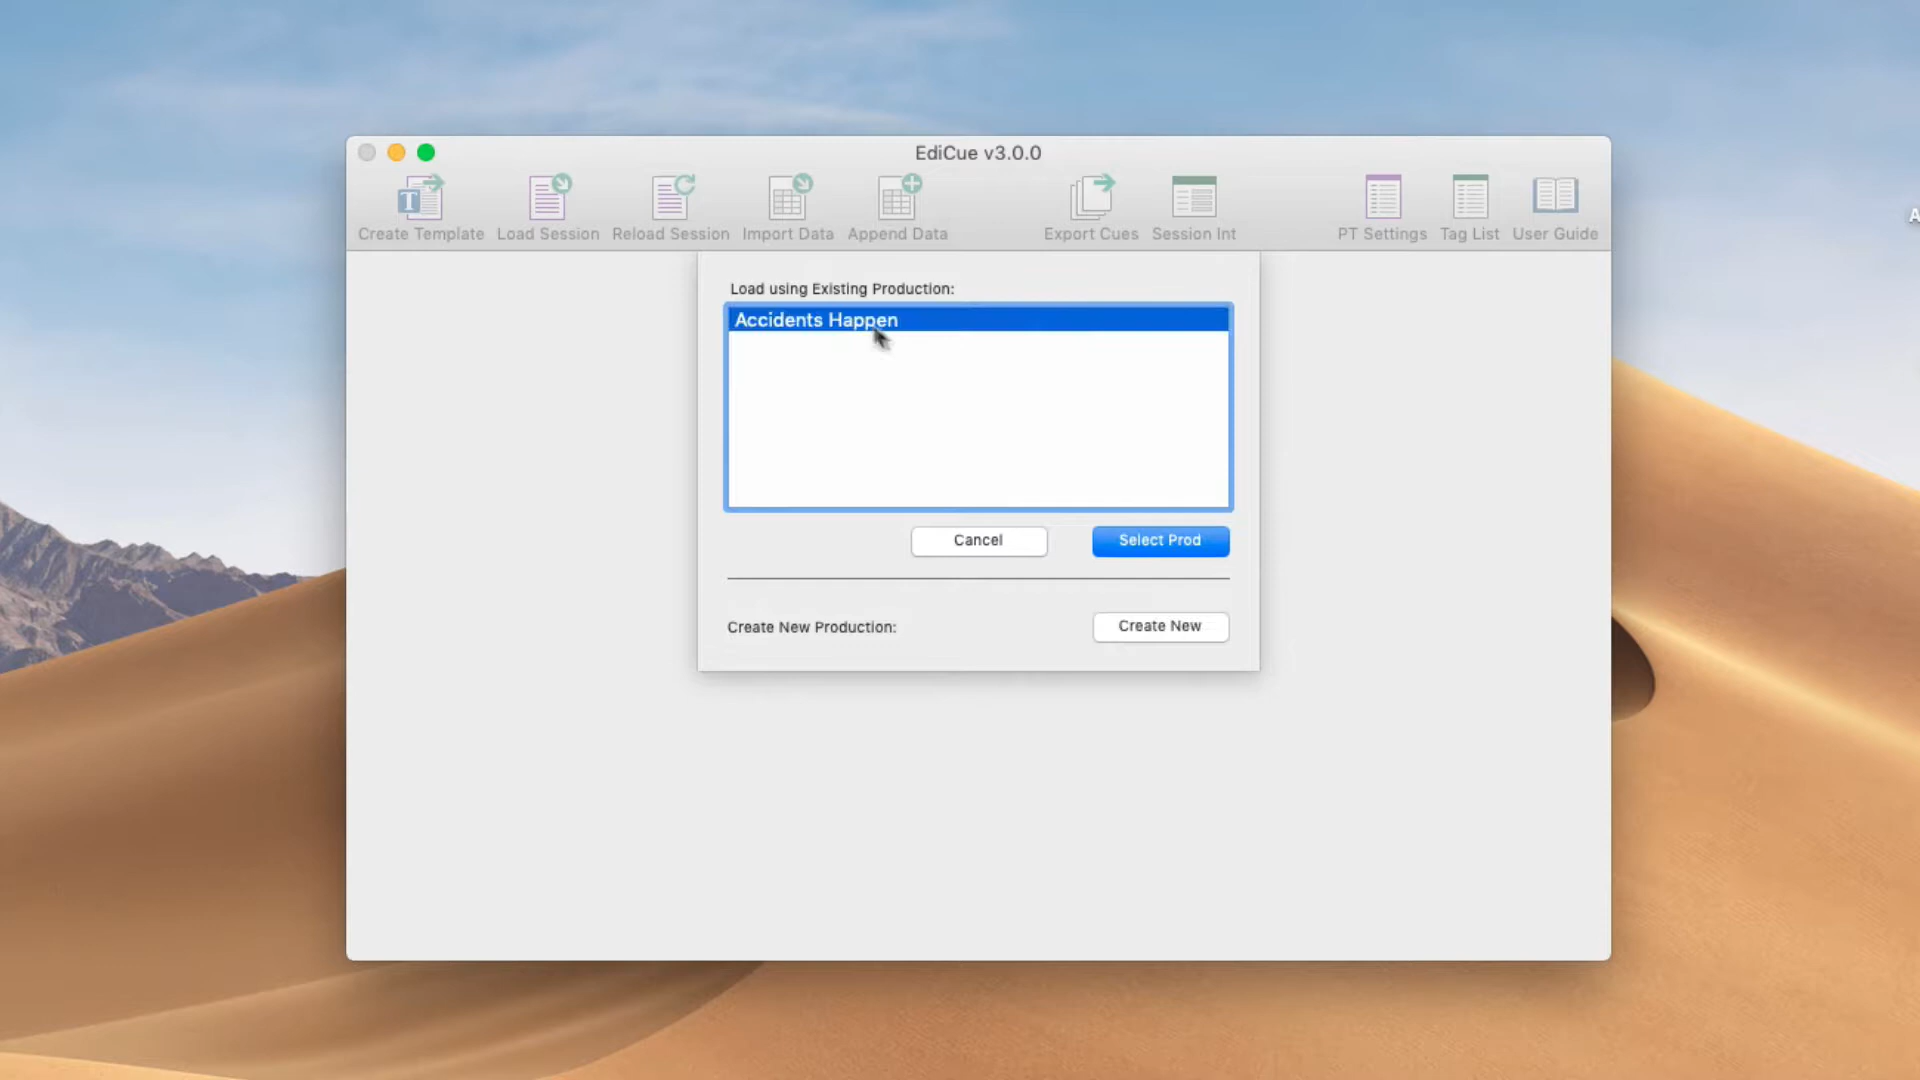 EdiCue v3.0.0
T
Create Template Load Session Reload Session Import Data Append Data Export Cues Session Int PT Settings Tag List User Guide
A
Load using Existing Production:
Accidents Happen
Cancel Select Prod
Create New Production: Create New